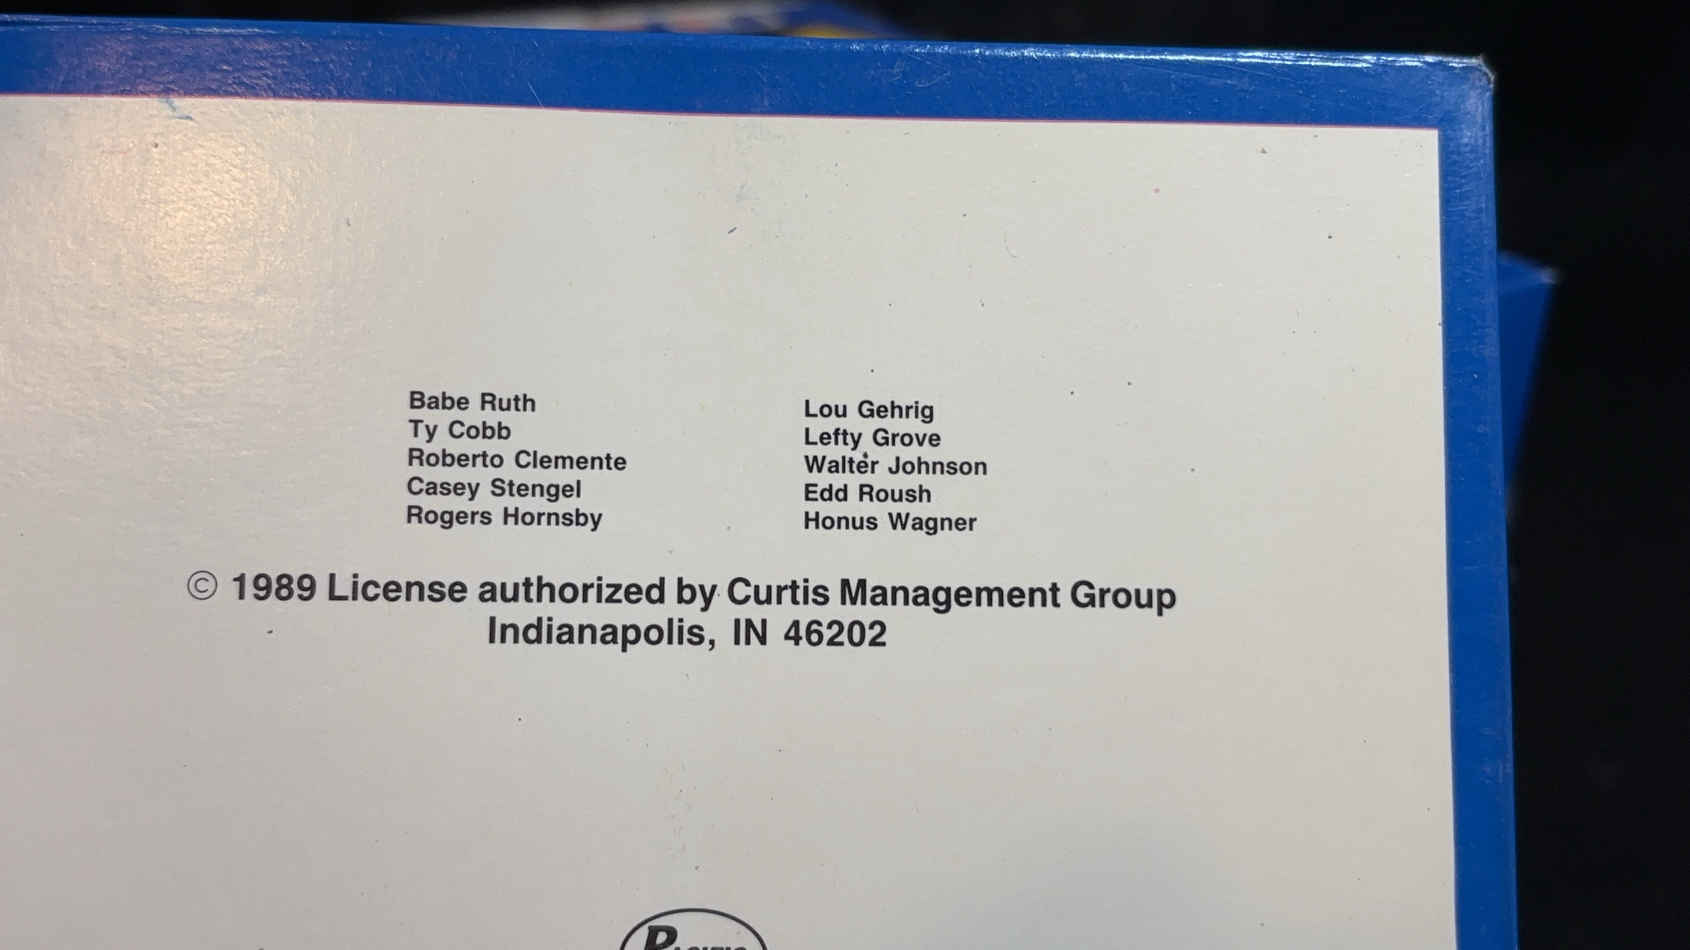 Babe Ruth
Ty Cobb
Roberto Clemente
Casey Stengel
Rogers Hornsby
Lou Gehrig
Lefty Grove
Walter Johnson
Edd Roush
Honus Wagner
© 1989 License authorized by Curtis Management Group
Indianapolis, IN 46202
PACIFIC